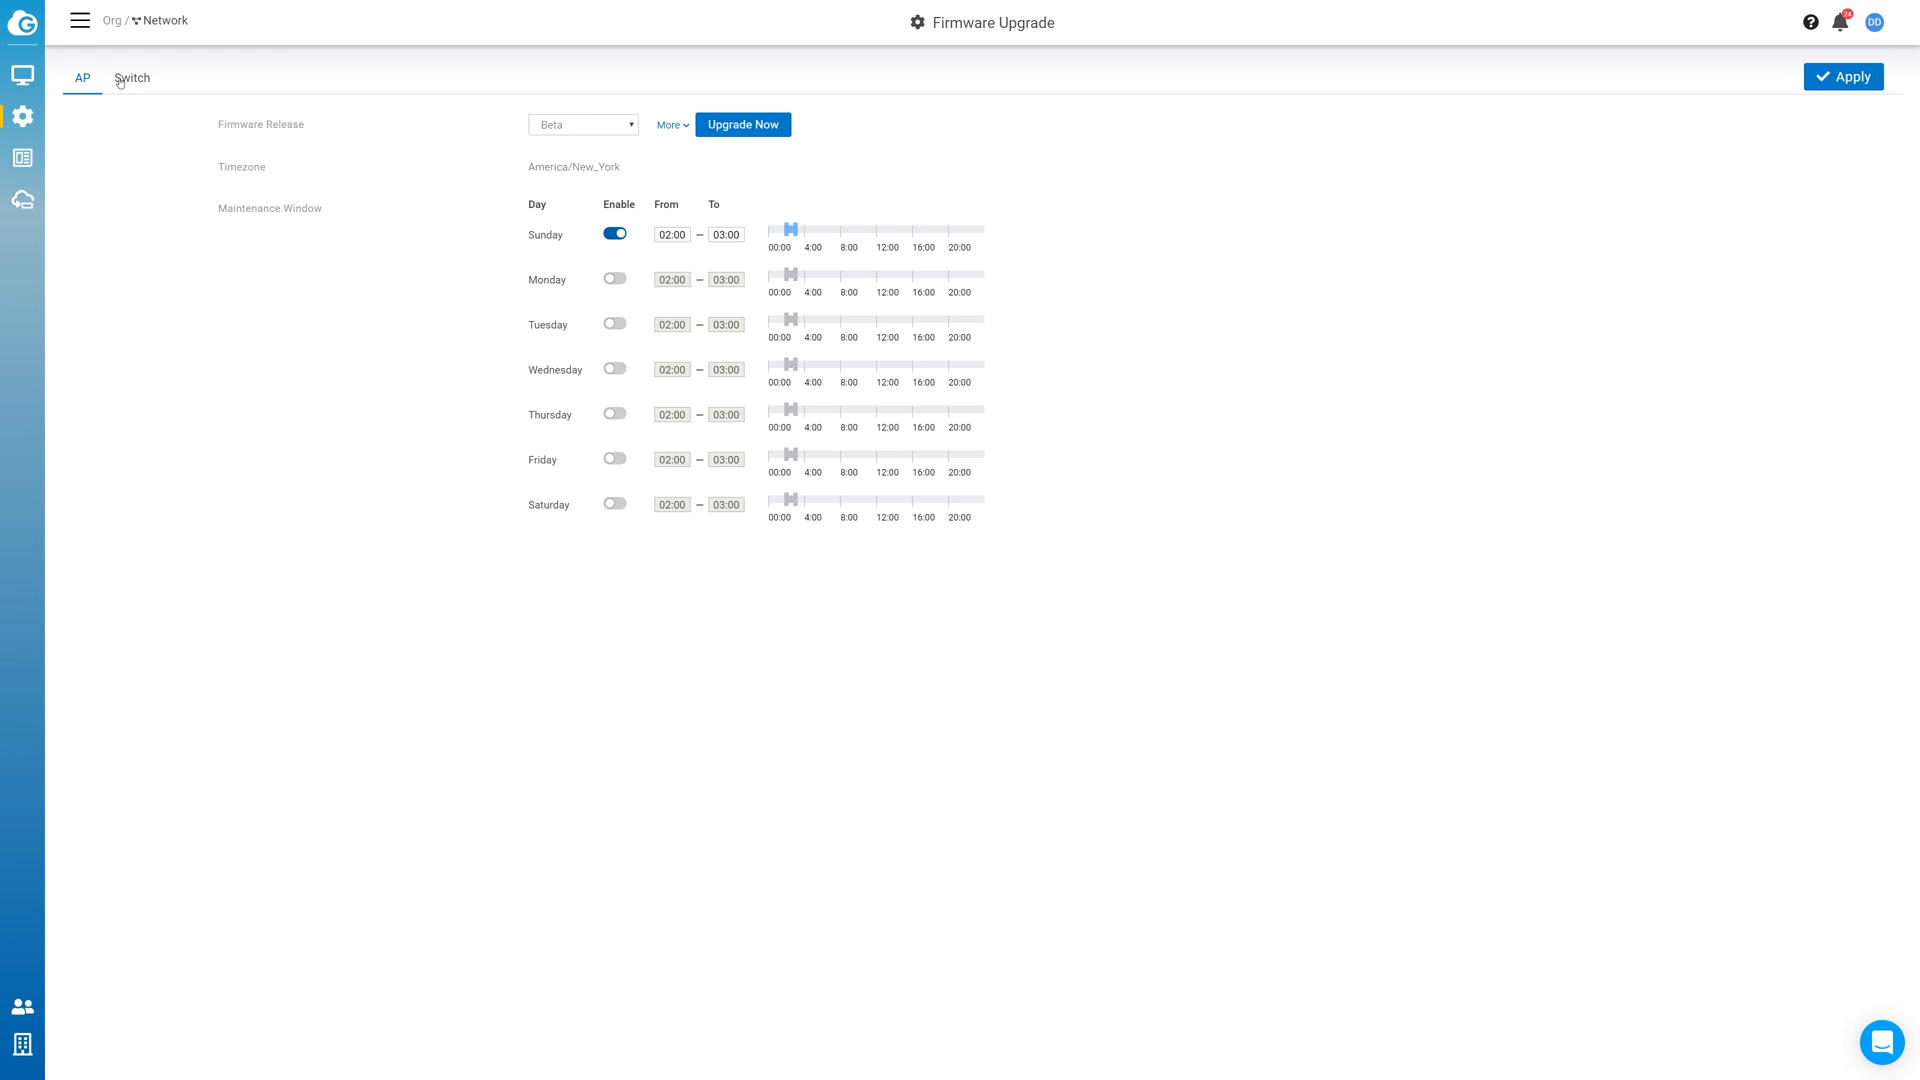 Org / Network
Firmware Upgrade
24
DD
AP
Switch
Apply
Firmware Release
Beta
More
Upgrade Now
Timezone
America/New_York
Maintenance Window
Day Enable From To
Sunday 02:00 – 03:00
00:00 4:00 8:00 12:00 16:00 20:00
Monday 02:00 – 03:00
00:00 4:00 8:00 12:00 16:00 20:00
Tuesday 02:00 – 03:00
00:00 4:00 8:00 12:00 16:00 20:00
Wednesday 02:00 – 03:00
00:00 4:00 8:00 12:00 16:00 20:00
Thursday 02:00 – 03:00
00:00 4:00 8:00 12:00 16:00 20:00
Friday 02:00 – 03:00
00:00 4:00 8:00 12:00 16:00 20:00
Saturday 02:00 – 03:00
00:00 4:00 8:00 12:00 16:00 20:00